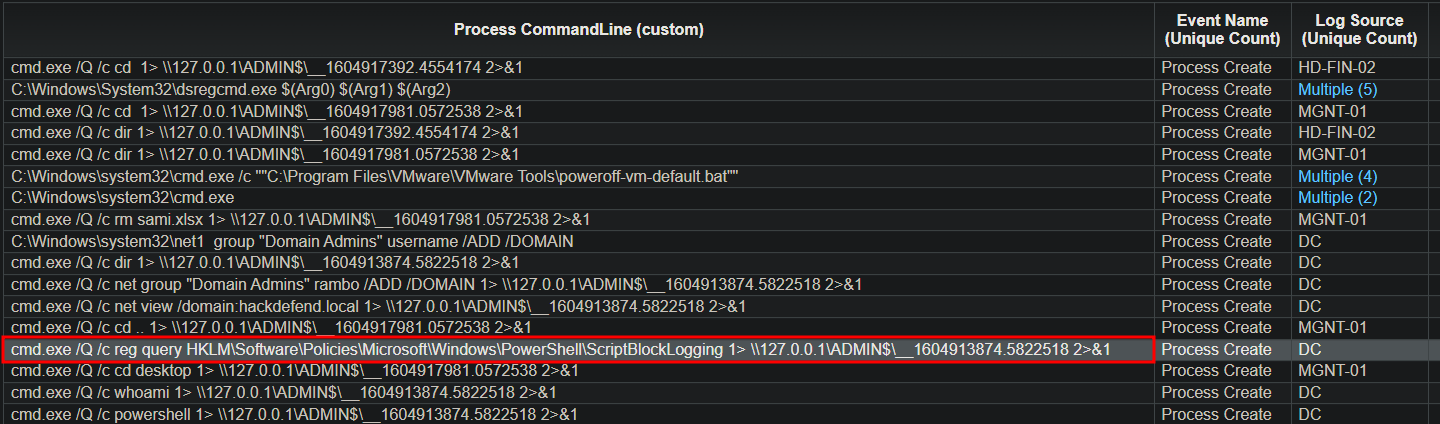 Process CommandLine (custom) Event Name (Unique Count) Log Source (Unique Count)
cmd.exe /Q /c cd  1> \\127.0.0.1\ADMIN$\__1604917392.4554174 2>&1 Process Create HD-FIN-02
C:\Windows\System32\dsregcmd.exe $(Arg0) $(Arg1) $(Arg2) Process Create Multiple (5)
cmd.exe /Q /c cd  1> \\127.0.0.1\ADMIN$\__1604917981.0572538 2>&1 Process Create MGNT-01
cmd.exe /Q /c dir 1> \\127.0.0.1\ADMIN$\__1604917392.4554174 2>&1 Process Create HD-FIN-02
cmd.exe /Q /c dir 1> \\127.0.0.1\ADMIN$\__1604917981.0572538 2>&1 Process Create MGNT-01
C:\Windows\system32\cmd.exe /c ""C:\Program Files\VMware\VMware Tools\poweroff-vm-default.bat"" Process Create Multiple (4)
C:\Windows\system32\cmd.exe Process Create Multiple (2)
cmd.exe /Q /c rm sami.xlsx 1> \\127.0.0.1\ADMIN$\__1604917981.0572538 2>&1 Process Create MGNT-01
C:\Windows\system32\net1  group "Domain Admins" username /ADD /DOMAIN Process Create DC
cmd.exe /Q /c dir 1> \\127.0.0.1\ADMIN$\__1604913874.5822518 2>&1 Process Create DC
cmd.exe /Q /c net group "Domain Admins" rambo /ADD /DOMAIN 1> \\127.0.0.1\ADMIN$\__1604913874.5822518 2>&1 Process Create DC
cmd.exe /Q /c net view /domain:hackdefend.local 1> \\127.0.0.1\ADMIN$\__1604913874.5822518 2>&1 Process Create DC
cmd.exe /Q /c cd .. 1> \\127.0.0.1\ADMIN$\__1604917981.0572538 2>&1 Process Create MGNT-01
cmd.exe /Q /c reg query HKLM\Software\Policies\Microsoft\Windows\PowerShell\ScriptBlockLogging 1> \\127.0.0.1\ADMIN$\__1604913874.5822518 2>&1 Process Create DC
cmd.exe /Q /c cd desktop 1> \\127.0.0.1\ADMIN$\__1604917981.0572538 2>&1 Process Create MGNT-01
cmd.exe /Q /c whoami 1> \\127.0.0.1\ADMIN$\__1604913874.5822518 2>&1 Process Create DC
cmd.exe /Q /c powershell 1> \\127.0.0.1\ADMIN$\__1604913874.5822518 2>&1 Process Create DC